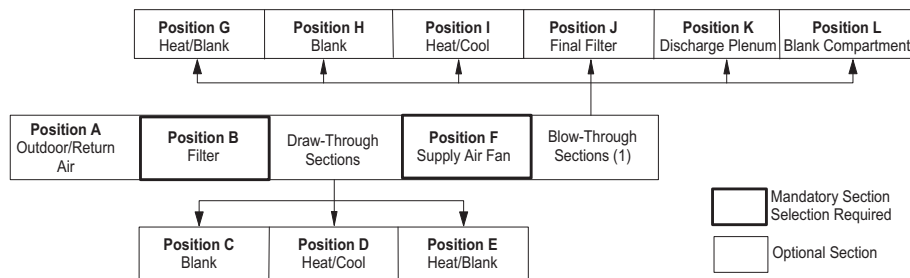 Position G
Heat/Blank
Position H
Blank
Position I
Heat/Cool
Position J
Final Filter
Position K
Discharge Plenum
Position L
Blank Compartment
Position A
Outdoor/Return
Air
Position B
Filter
Draw-Through
Sections
Position F
Supply Air Fan
Blow-Through
Sections (1)
Mandatory Section
Selection Required
Optional Section
Position C
Blank
Position D
Heat/Cool
Position E
Heat/Blank